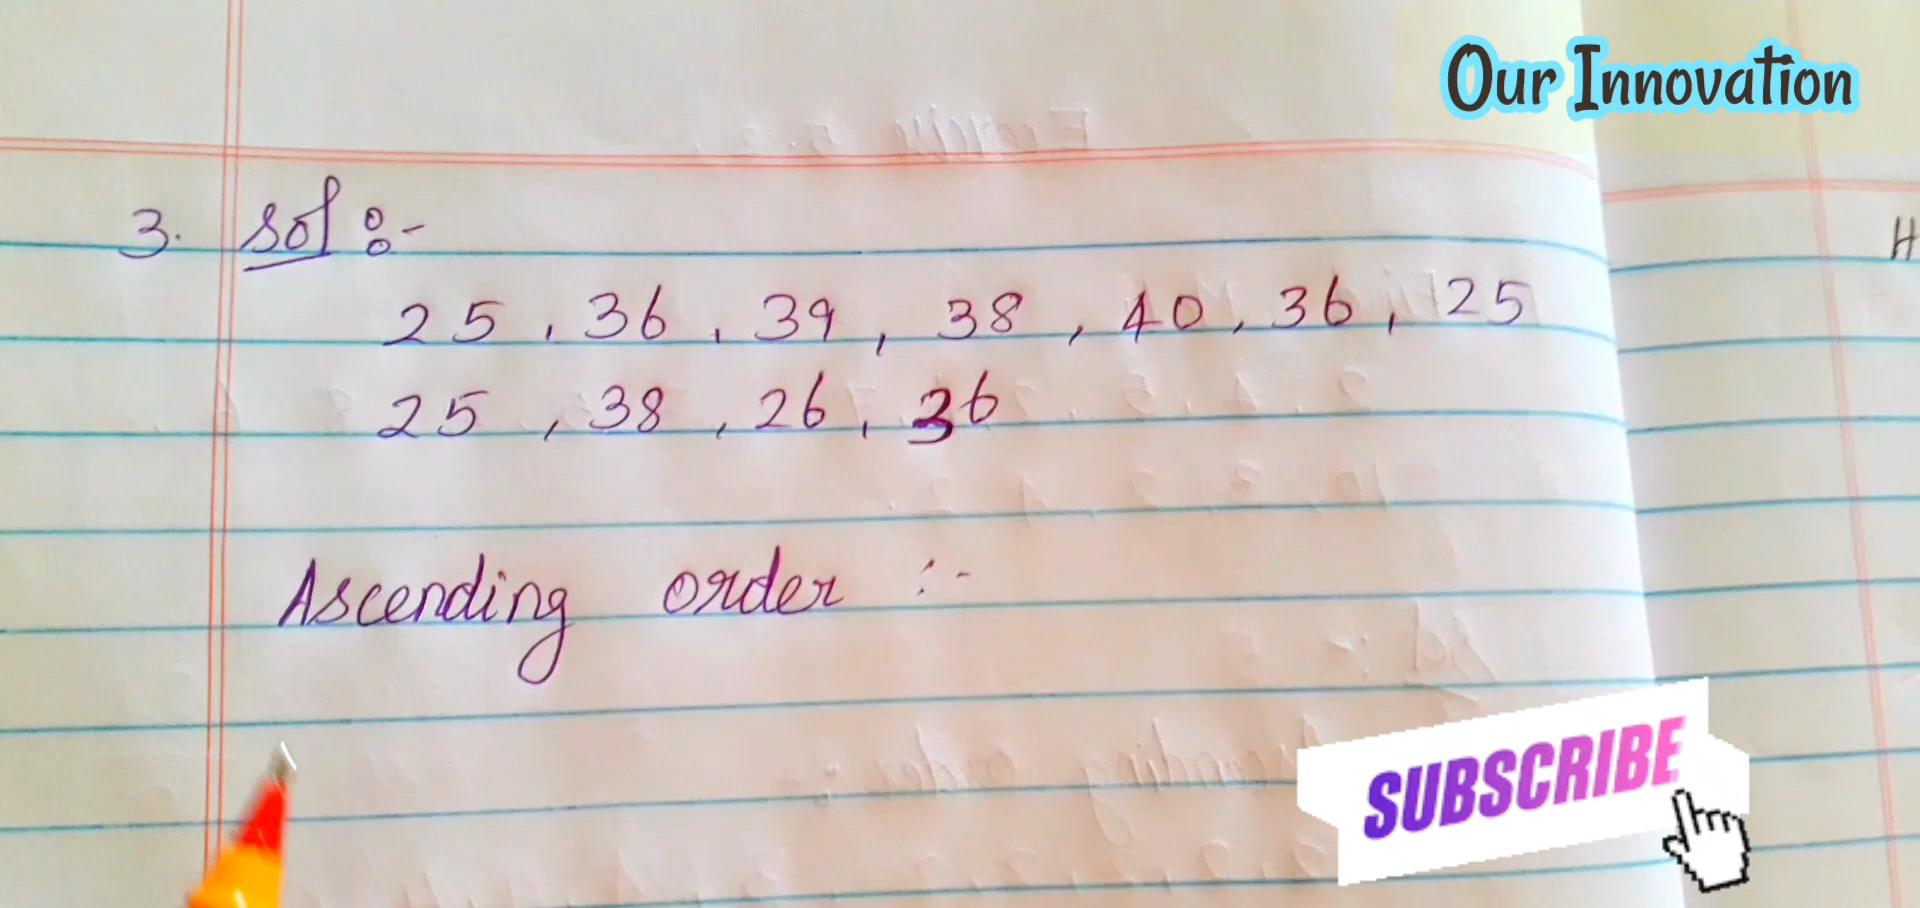 Our Innovation
3. Sol :-
25, 36, 39, 38, 40, 36, 25
25, 38, 26, 36
Ascending order :-
H
SUBSCRIBE